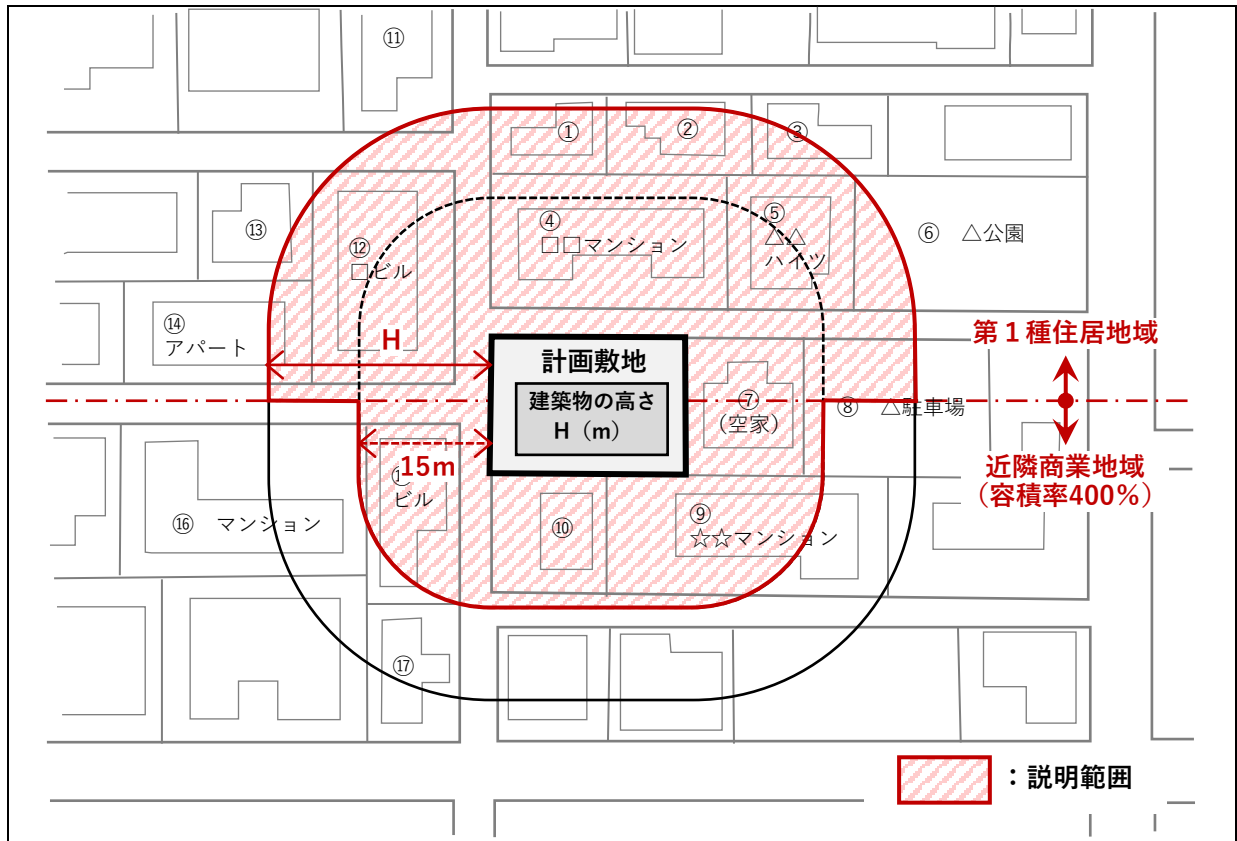 ⑪
①
②
③
④
□□マンション
⑤
△△
ハイツ
⑥ △公園
⑬
⑫
□ビル
⑭
アパート
H
第1種住居地域
計画敷地
建築物の高さ
H（m）
⑦
（空家）
⑧ △駐車場
近隣商業地域
（容積率400%）
15m
ビル
⑯ マンション
⑩
⑨
☆☆マンション
⑰
：説明範囲